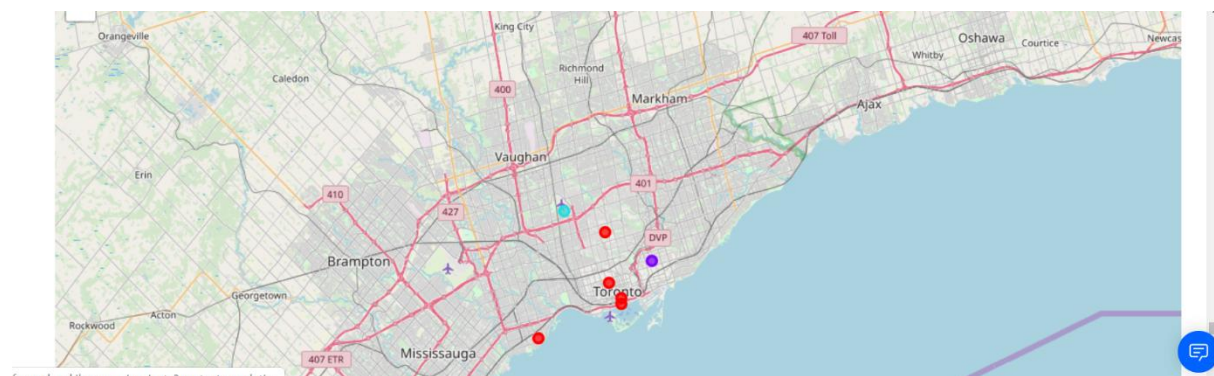 King City
407 Toll
Oshawa
Courtice
Newcas
Orangeville
Whitby
Richmond
Hill
Caledon
400
Markham
Ajax
Vaughan
Erin
401
410
427
DVP
Brampton
Georgetown
Toronto
Acton
Rockwood
407 ETR
Mississauga